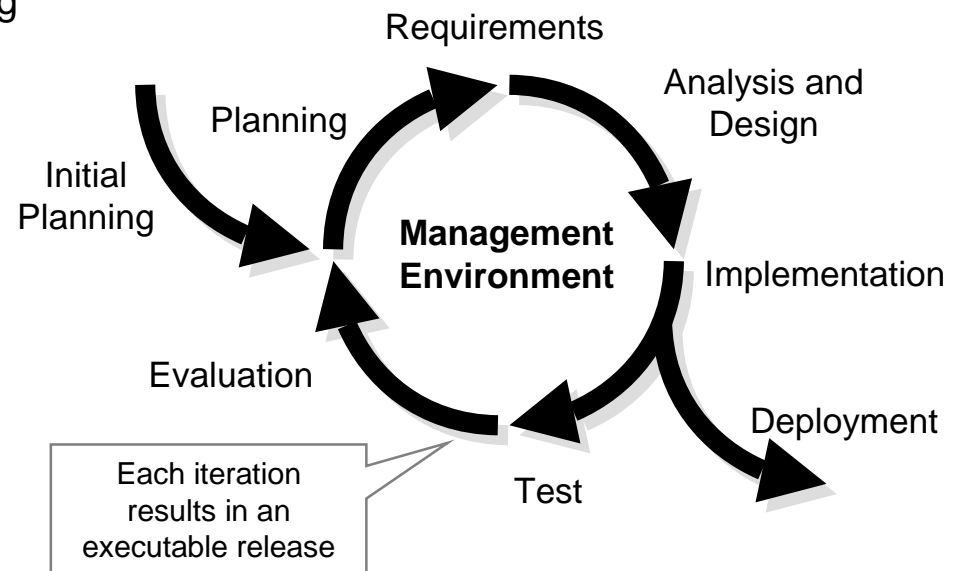 g
Requirements
Analysis and
Design
Planning
Initial
Planning
Management
Environment
Implementation
Evaluation
Deployment
Each iteration
results in an
executable release
Test